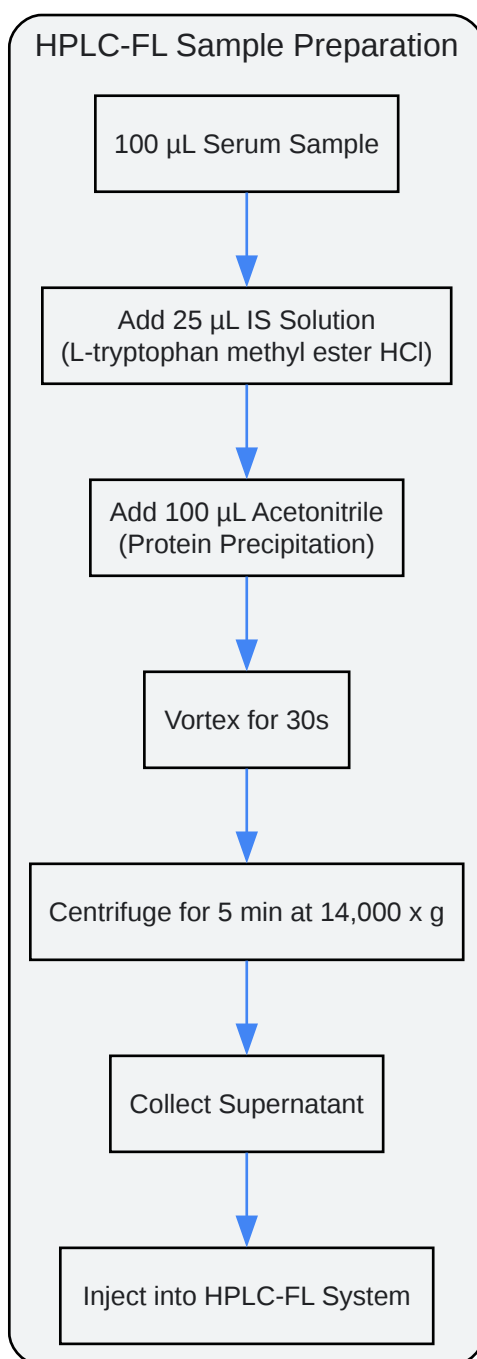 HPLC-FL Sample Preparation
100 µL Serum Sample
Add 25 µL IS Solution
(L-tryptophan methyl ester HCl)
Add 100 µL Acetonitrile
(Protein Precipitation)
Vortex for 30s
Centrifuge for 5 min at 14,000 x g
Collect Supernatant
Inject into HPLC-FL System